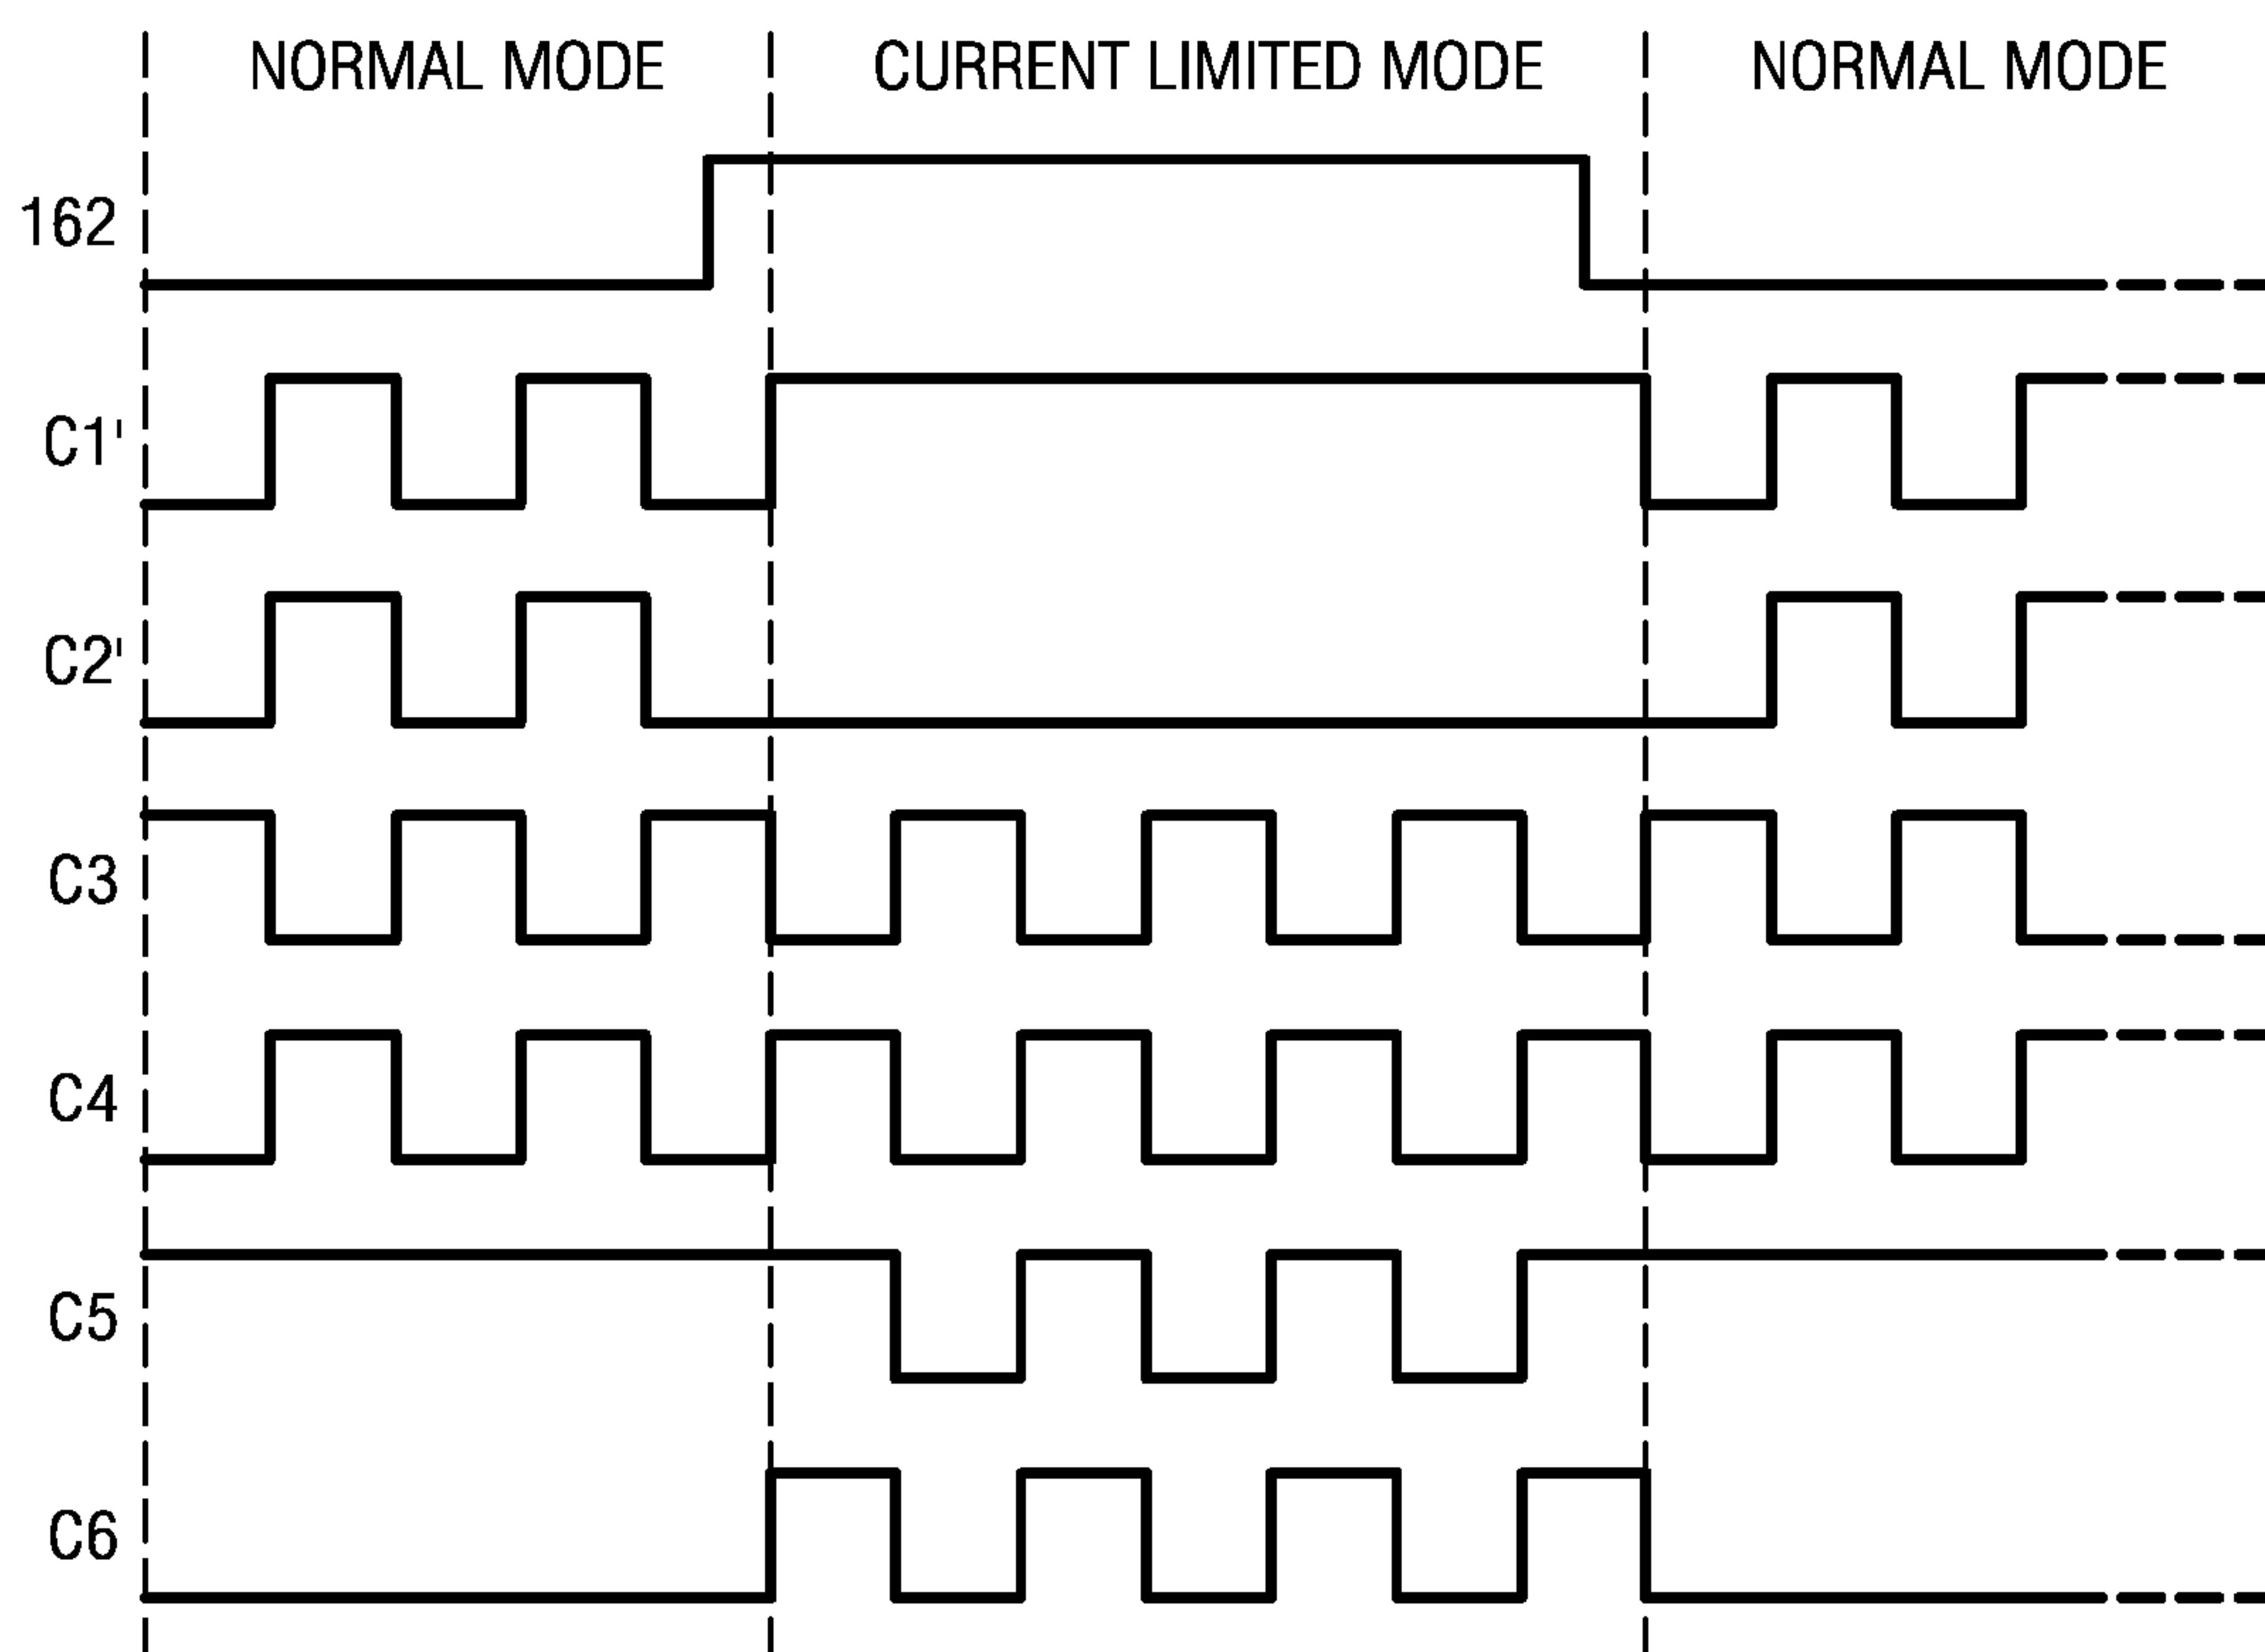 NORMAL MODE CURRENT LIMITED MODE NORMAL MODE
162
C1'
C2'
C3
C4
C5
C6